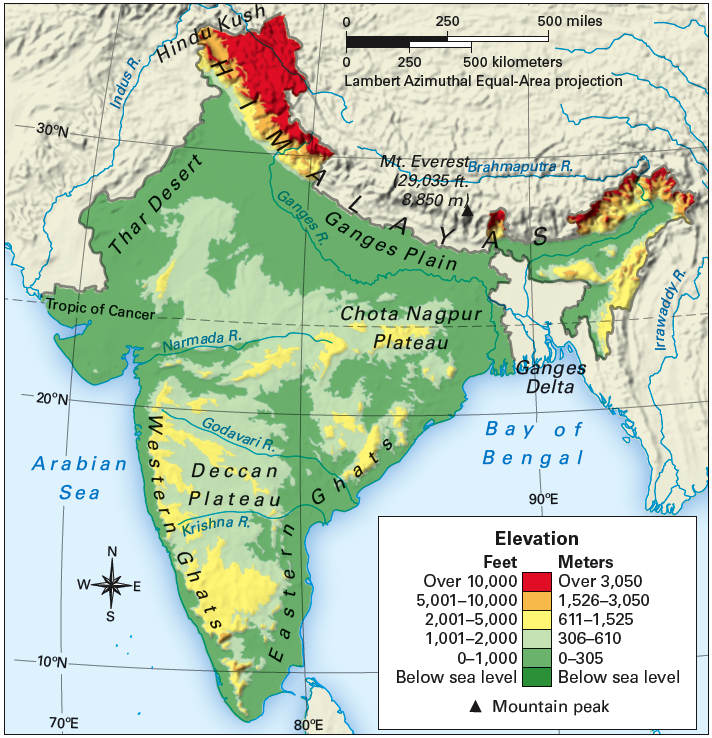 Hindu Kush
0 250 500 miles
0 250 500 kilometers
Lambert Azimuthal Equal-Area projection
Indus R.
30°N
HIMALAYAS
Mt. Everest
(29,035 ft.
8,850 m)
Brahmaputra R.
Thar Desert
Ganges R.
Ganges Plain
Tropic of Cancer
Chota Nagpur
Plateau
Irrawaddy R.
Narmada R.
Ganges
Delta
20°N
Godavari R.
Bay of
Bengal
Arabian
Sea
Western Ghats
Deccan
Plateau
Eastern Ghats
90°E
Krishna R.
N
W E
S
10°N
70°E
80°E
Elevation
Feet Meters
Over 10,000 Over 3,050
5,001–10,000 1,526–3,050
2,001–5,000 611–1,525
1,001–2,000 306–610
0–1,000 0–305
Below sea level Below sea level
Mountain peak